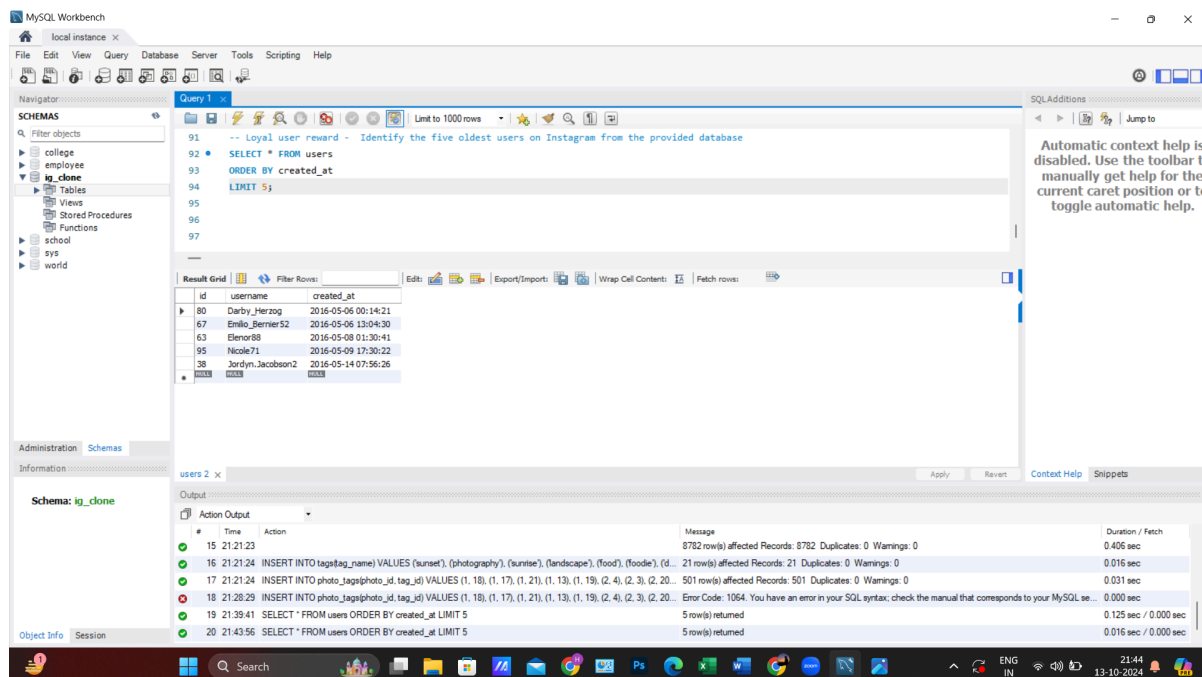 MySQL Workbench
local instance
File Edit View Query Database Server Tools Scripting Help
Navigator
SCHEMAS
Filter objects
college
employee
ig_clone
Tables
Views
Stored Procedures
Functions
school
sys
world
Administration Schemas
Information
Schema: ig_clone
Object Info Session
Query 1
Limit to 1000 rows
91 -- Loyal user reward - Identify the five oldest users on Instagram from the provided database
92 SELECT * FROM users
93 ORDER BY created_at
94 LIMIT 5;
95
96
97
Result Grid Filter Rows: Edit: Export/Import: Wrap Cell Content: Fetch rows:
id username created_at
80 Darby_Herzog 2016-05-06 00:14:21
67 Emilio_Bernier52 2016-05-06 13:04:30
63 Elenor88 2016-05-08 01:30:41
95 Nicole71 2016-05-09 17:30:22
38 Jordyn.Jacobson2 2016-05-14 07:56:26
NULL NULL NULL
users 2
Apply Revert
SQLAdditions
Jump to
Automatic context help is
disabled. Use the toolbar t
manually get help for the
current caret position or t
toggle automatic help.
Context Help Snippets
Output
Action Output
# Time Action Message Duration / Fetch
15 21:21:23 8782 row(s) affected Records: 8782 Duplicates: 0 Warnings: 0 0.406 sec
16 21:21:24 INSERT INTO tags(tag_name) VALUES ('sunset'), ('photography'), ('sunrise'), ('landscape'), ('food'), ('foodie'), ('d... 21 row(s) affected Records: 21 Duplicates: 0 Warnings: 0 0.016 sec
17 21:21:24 INSERT INTO photo_tags(photo_id, tag_id) VALUES (1, 18), (1, 17), (1, 21), (1, 13), (1, 19), (2, 4), (2, 3), (2, 20... 501 row(s) affected Records: 501 Duplicates: 0 Warnings: 0 0.031 sec
18 21:28:29 INSERT INTO photo_tags(photo_id, tag_id) VALUES (1, 18), (1, 17), (1, 21), (1, 13), (1, 19), (2, 4), (2, 3), (2, 20... Error Code: 1064. You have an error in your SQL syntax; check the manual that corresponds to your MySQL se... 0.000 sec
19 21:39:41 SELECT * FROM users ORDER BY created_at LIMIT 5 5 row(s) returned 0.125 sec / 0.000 sec
20 21:43:56 SELECT * FROM users ORDER BY created_at LIMIT 5 5 row(s) returned 0.016 sec / 0.000 sec
Search
ENG
IN
21:44
13-10-2024